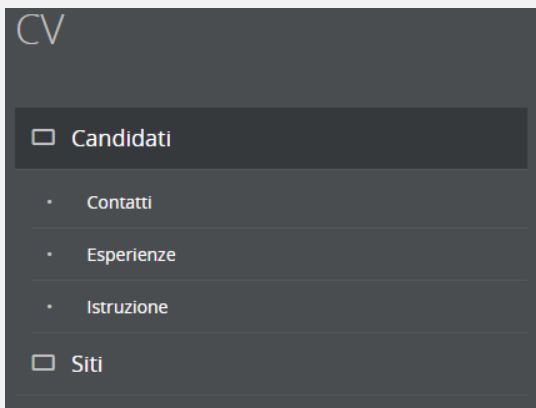 CV
Candidati
Contatti
Esperienze
Istruzione
Siti